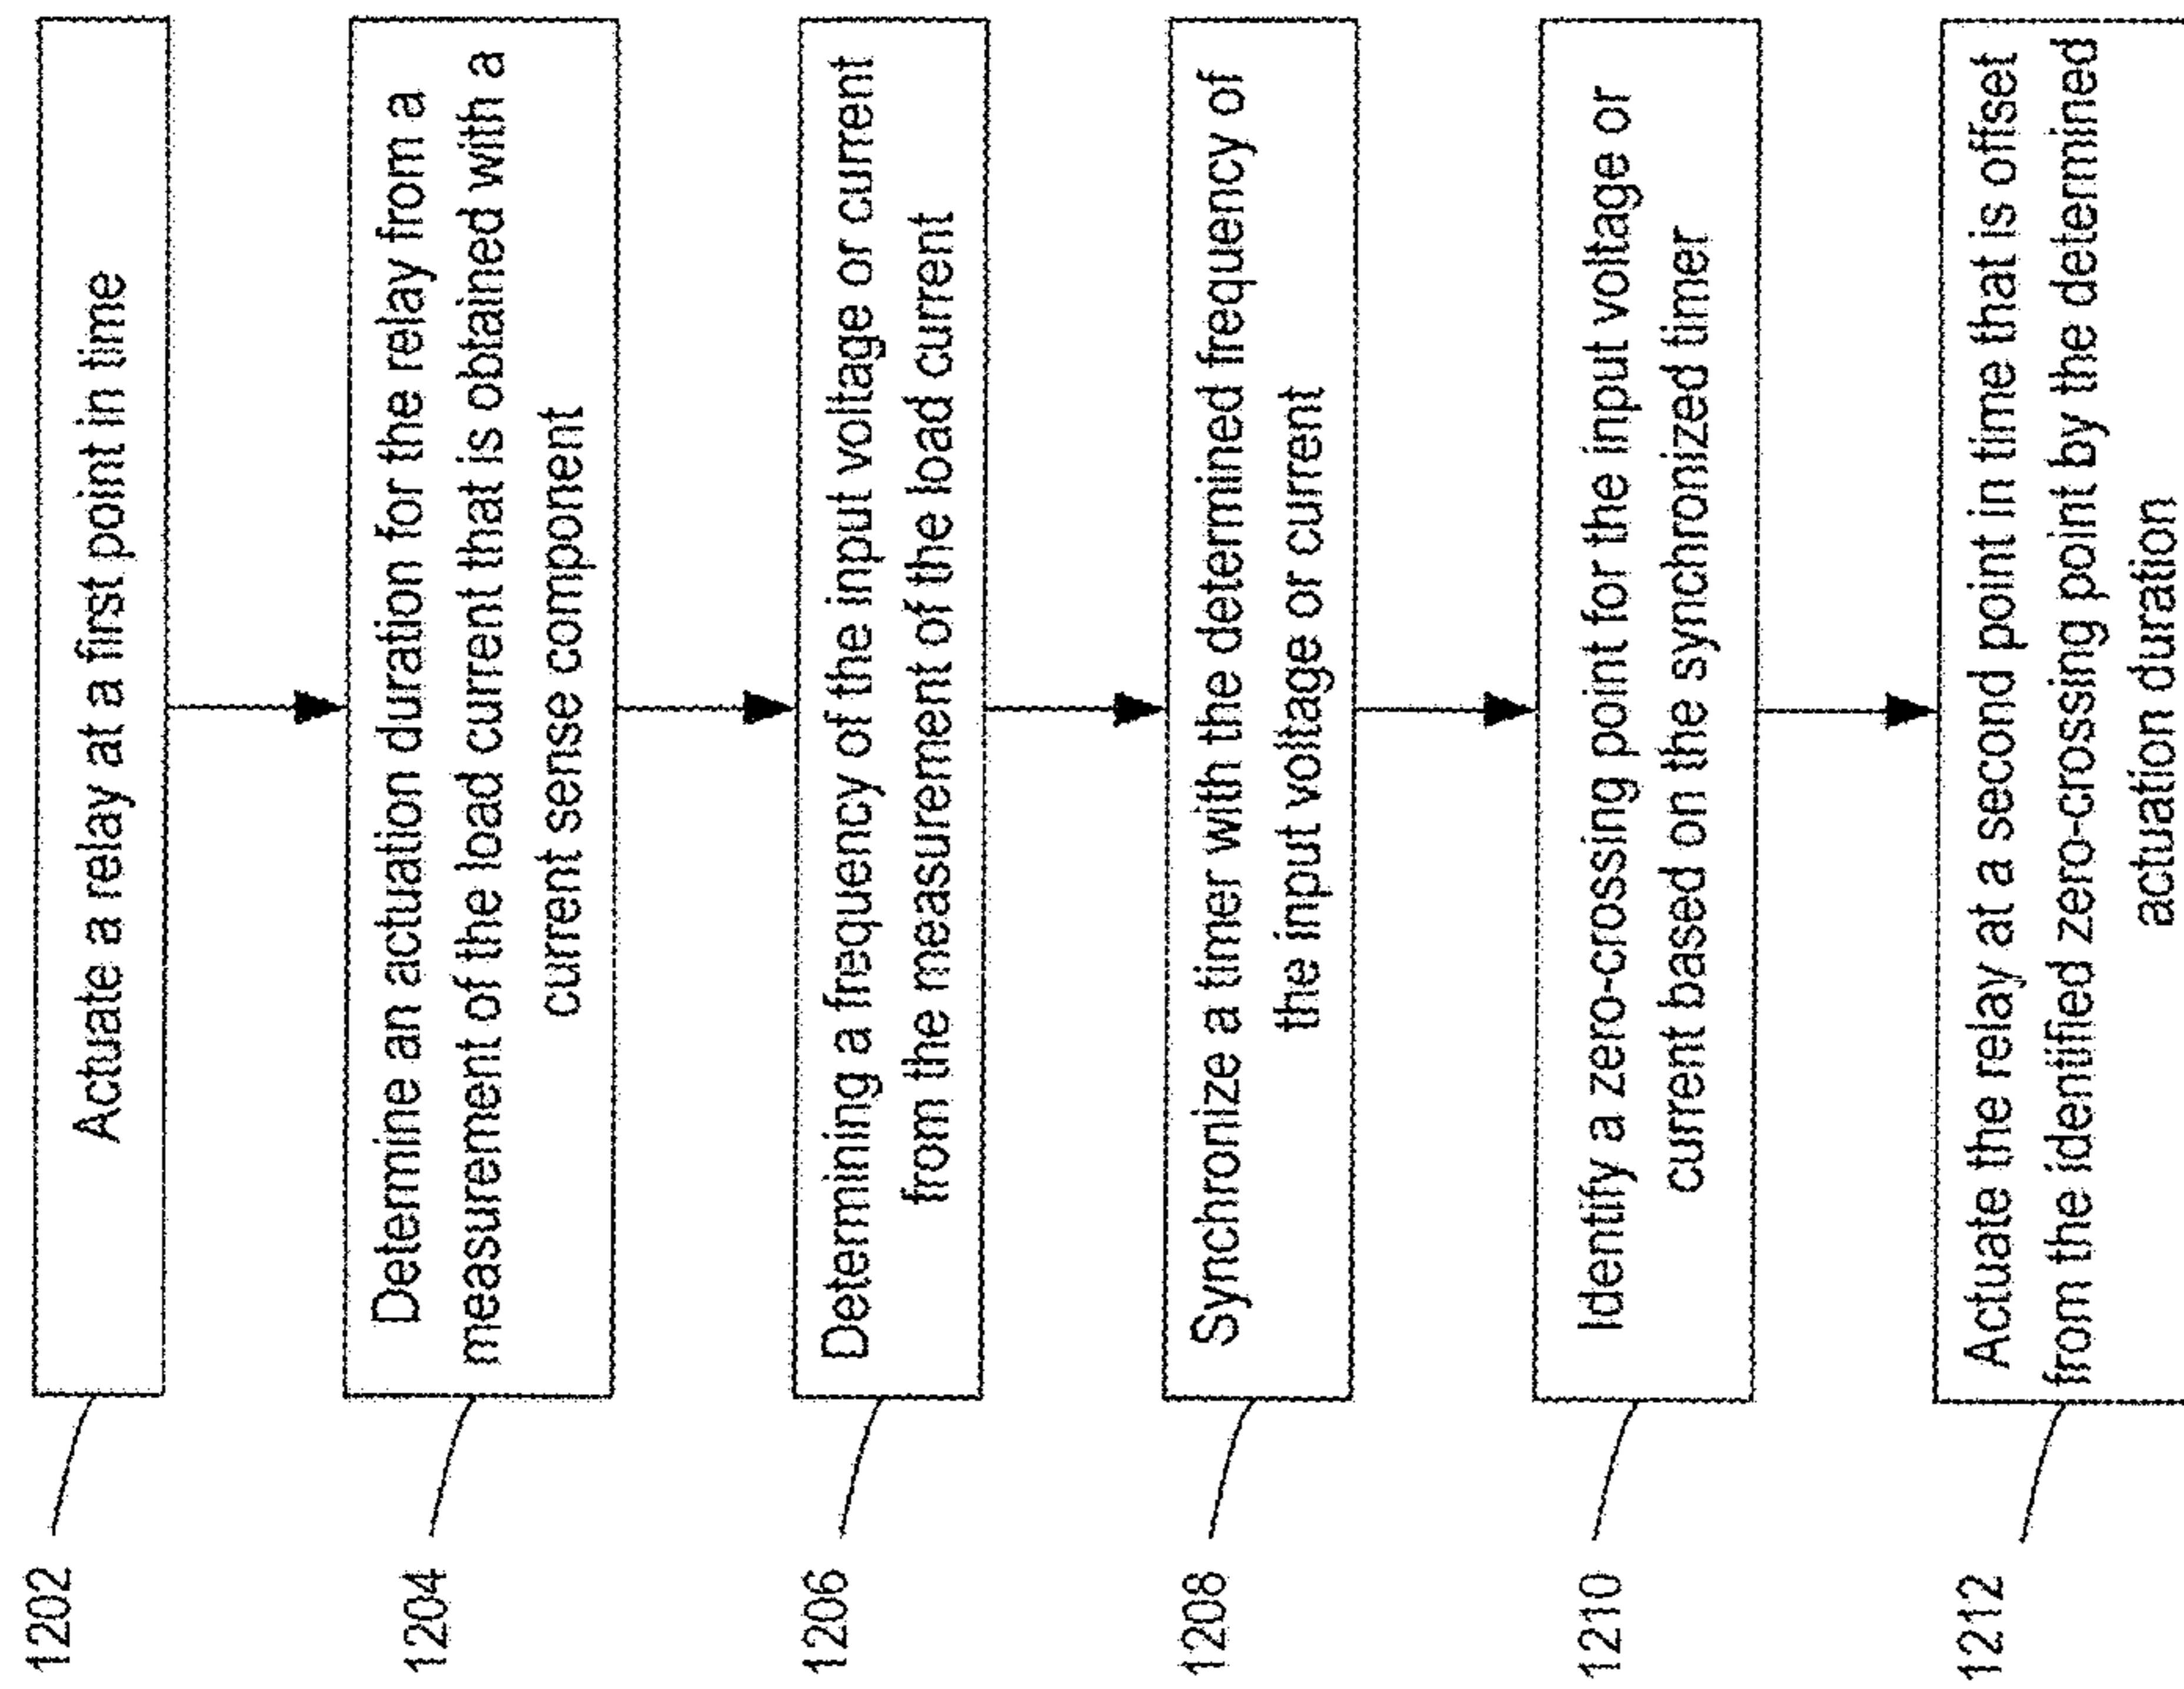 1202
Actuate a relay at a first point in time
1204
Determine an actuation duration for the relay from a
measurement of the load current that is obtained with a
current sense component
1206
Determining a frequency of the input voltage or current
from the measurement of the load current
1208
Synchronize a timer with the determined frequency of
the input voltage or current
1210
Identify a zero-crossing point for the input voltage or
current based on the synchronized timer
1212
Actuate the relay at a second point in time that is offset
from the identified zero-crossing point by the determined
actuation duration